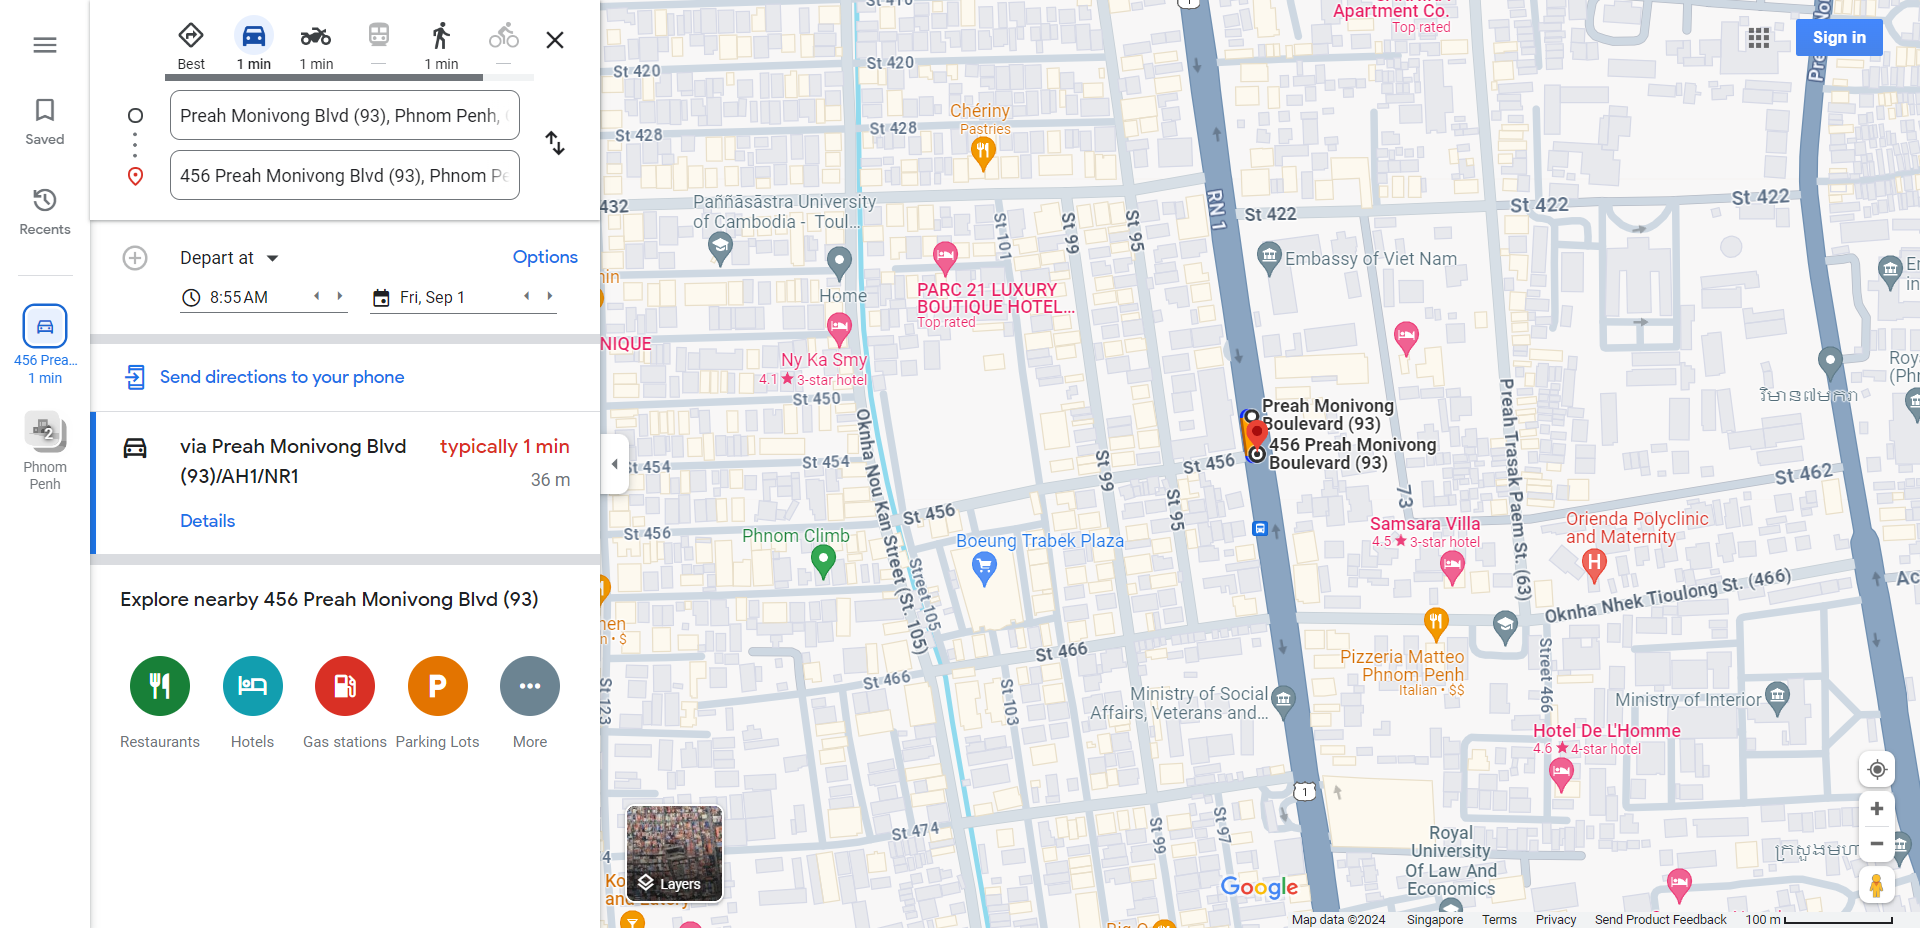 Best
1 min
1 min
—
1 min
—
Preah Monivong Blvd (93), Phnom Penh,
456 Preah Monivong Blvd (93), Phnom Pe
Saved
Recents
456 Prea...
1 min
2
Phnom
Penh
Depart at
Options
8:55 AM
Fri, Sep 1
Send directions to your phone
via Preah Monivong Blvd
(93)/AH1/NR1
typically 1 min
36 m
Details
Explore nearby 456 Preah Monivong Blvd (93)
Restaurants
Hotels
Gas stations
P
Parking Lots
More
Sign in
Apartment Co.
Top rated
St 420
St 420
St 428
St 428
Chériny
Pastries
432
Paññāsāstra University
of Cambodia - Toul...
St 101
St 99
St 95
RN 1
St 422
St 422
St 422
Embassy of Viet Nam
Home
PARC 21 LUXURY
BOUTIQUE HOTEL...
Top rated
NIQUE
Ny Ka Smy
4.1★ 3-star hotel
St 450
Preah Monivong
Boulevard (93)
456 Preah Monivong
Boulevard (93)
វិមាន៧មករា
Oknha Nou Kan Street (St. 105)
Preah Trasak Paem St. (63)
St 454
St 454
St 456
St 99
St 95
73
St 462
St 456
St 456
Samsara Villa
4.5 ★ 3-star hotel
Orienda Polyclinic
and Maternity
H
Phnom Climb
Boeung Trabek Plaza
Street 105
Oknha Nhek Tioulong St. (466)
St 466
St 466
Pizzeria Matteo
Phnom Penh
Italian • $$
Street 466
St 123
St 103
Ministry of Social
Affairs, Veterans and...
Ministry of Interior
Hotel De L'Homme
4.6 ★ 4-star hotel
1
St 474
St 99
St 97
Royal
University
Of Law And
Economics
Layers
Google
Map data ©2024
Singapore
Terms
Privacy
Send Product Feedback
100 m